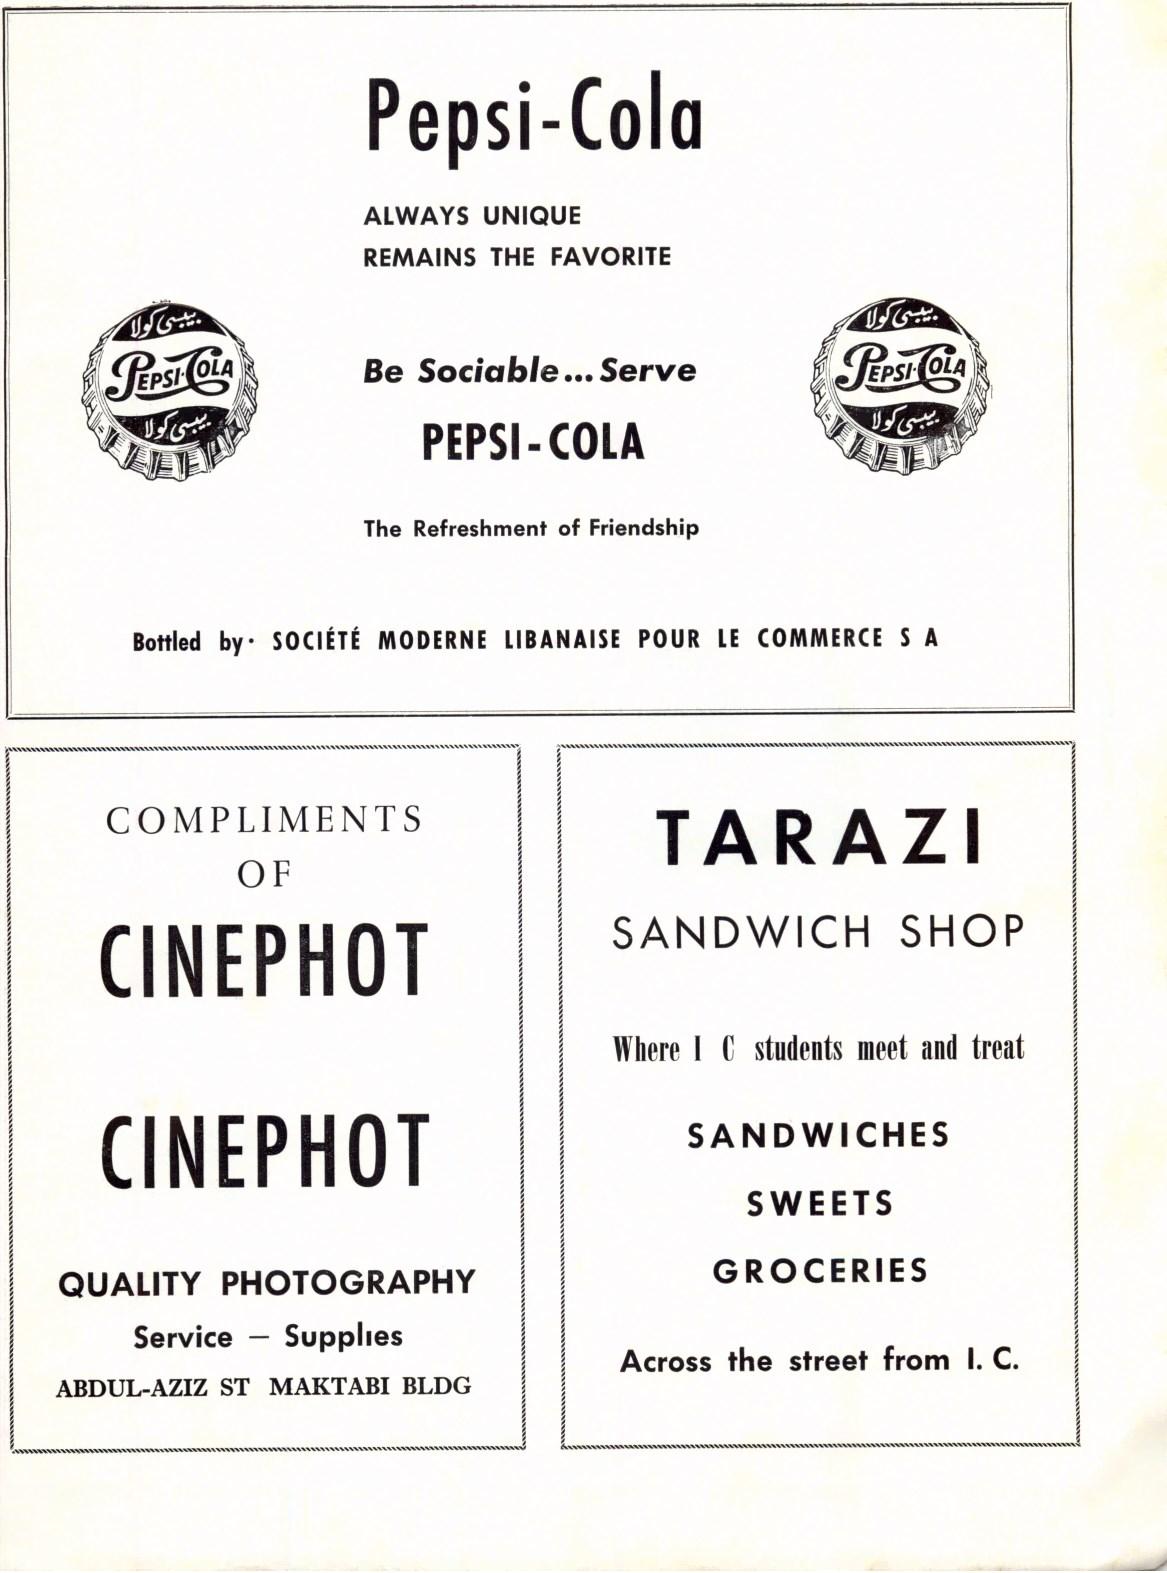 Pepsi-Cola
ALWAYS UNIQUE
REMAINS THE FAVORITE
بيبسي كولا
PEPSI-COLA
بيبسي كولا
Be Sociable... Serve
PEPSI-COLA
بيبسي كولا
PEPSI-COLA
بيبسي كولا
The Refreshment of Friendship
Bottled by· SOCIÉTÉ MODERNE LIBANAISE POUR LE COMMERCE S A
COMPLIMENTS
OF
CINEPHOT
CINEPHOT
QUALITY PHOTOGRAPHY
Service — Supplies
ABDUL-AZIZ ST MAKTABI BLDG
TARAZI
SANDWICH SHOP
Where I C students meet and treat
SANDWICHES
SWEETS
GROCERIES
Across the street from I. C.